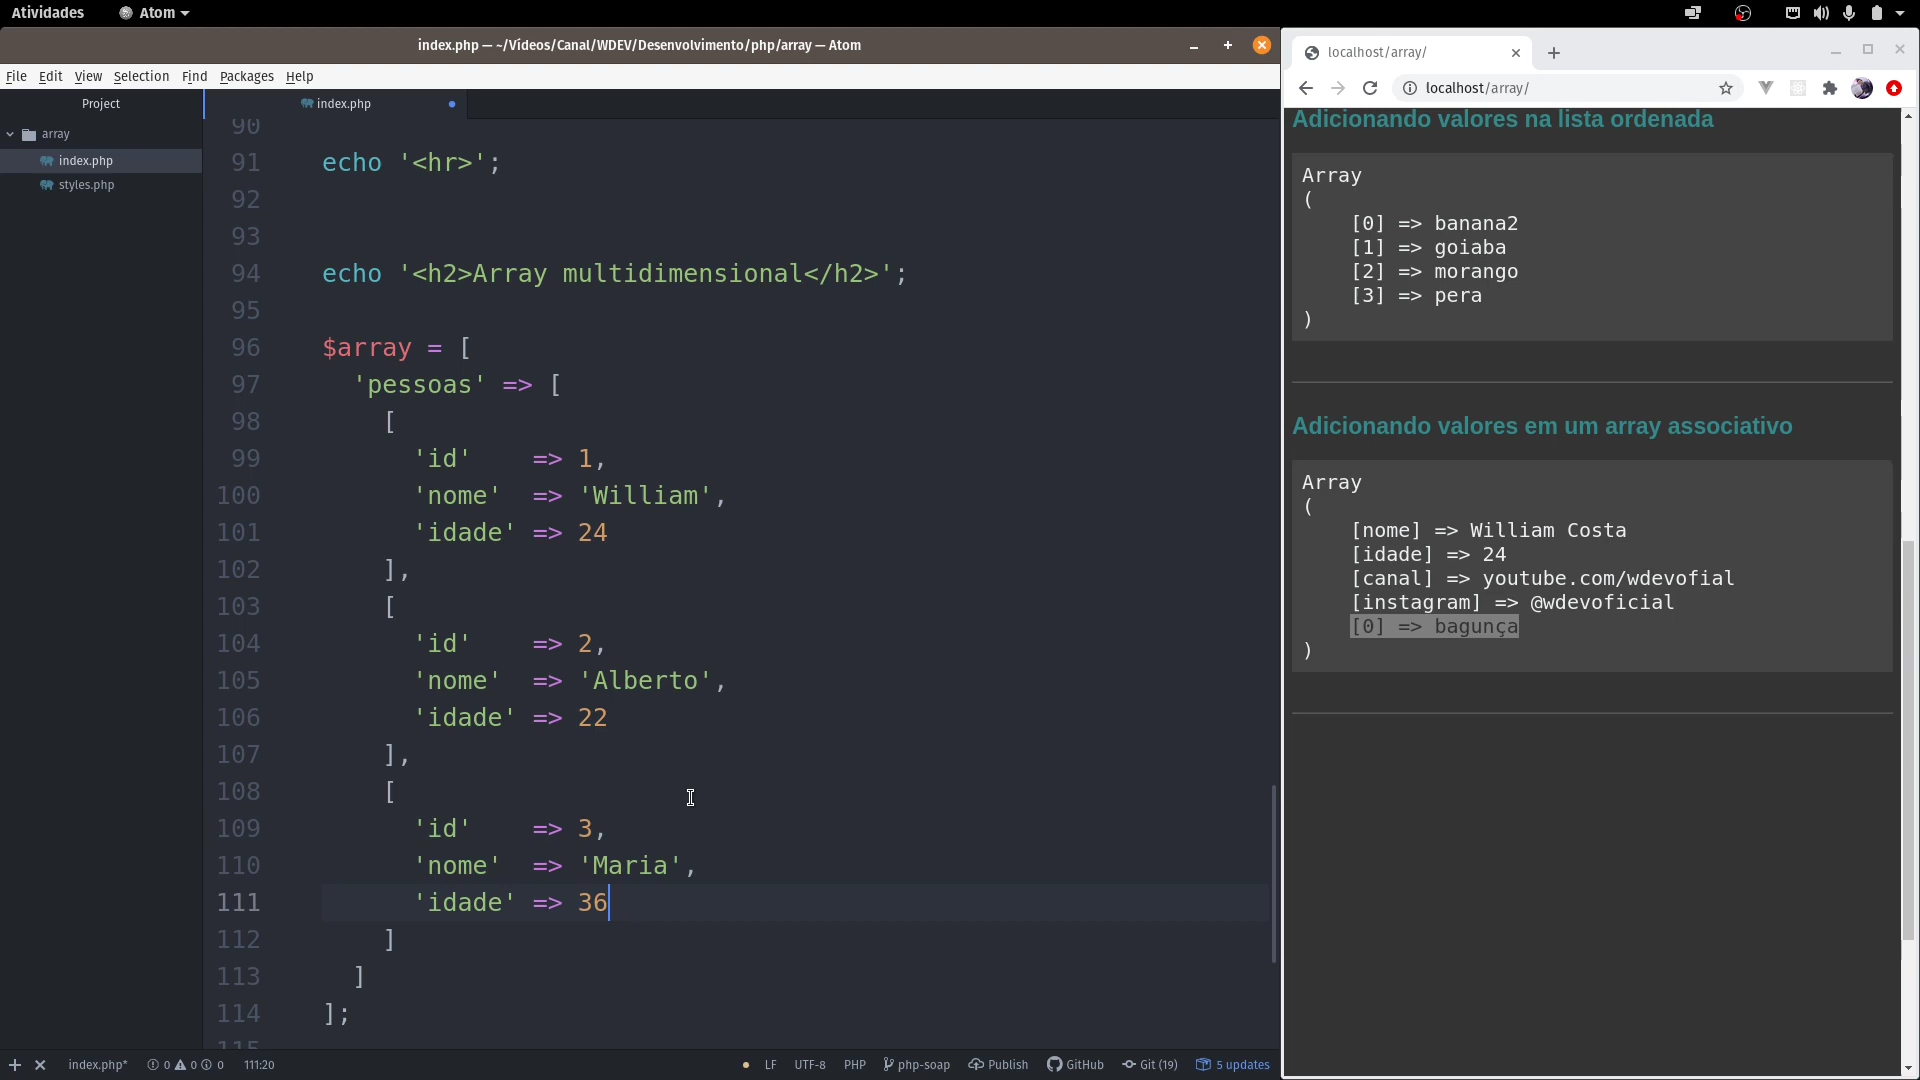 Atividades
Atom
index.php — ~/Videos/Canal/WDEV/Desenvolvimento/php/array — Atom
File Edit View Selection Find Packages Help
Project
index.php
array
index.php
styles.php
90
91 echo '<hr>';
92
93
94 echo '<h2>Array multidimensional</h2>';
95
96 $array = [
97 'pessoas' => [
98 [
99 'id' => 1,
100 'nome' => 'William',
101 'idade' => 24
102 ],
103 [
104 'id' => 2,
105 'nome' => 'Alberto',
106 'idade' => 22
107 ],
108 [
109 'id' => 3,
110 'nome' => 'Maria',
111 'idade' => 36
112 ]
113 ]
114 ];
115
index.php* 0 0 0 111:20 LF UTF-8 PHP php-soap Publish GitHub Git (19) 5 updates
localhost/array/
localhost/array/
Adicionando valores na lista ordenada
Array
(
[0] => banana2
[1] => goiaba
[2] => morango
[3] => pera
)
Adicionando valores em um array associativo
Array
(
[nome] => William Costa
[idade] => 24
[canal] => youtube.com/wdevofial
[instagram] => @wdevoficial
[0] => bagunça
)